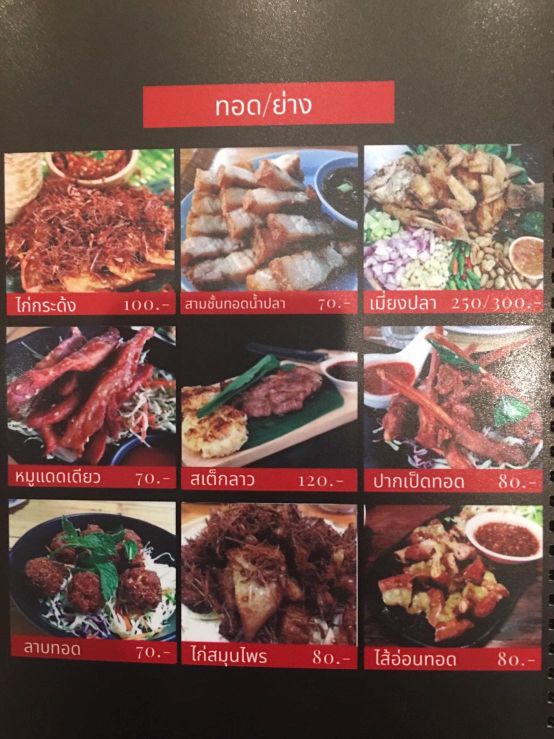 ทอด/ย่าง
ไก่กระด้ง 100.-
สามชั้นทอดน้ำปลา 70.-
เมี่ยงปลา 250/300.-
หมูแดดเดียว 70.-
สเต็กลาว 120.-
ปากเป็ดทอด 80.-
ลาบทอด 70.-
ไก่สมุนไพร 80.-
ไส้อ่อนทอด 80.-